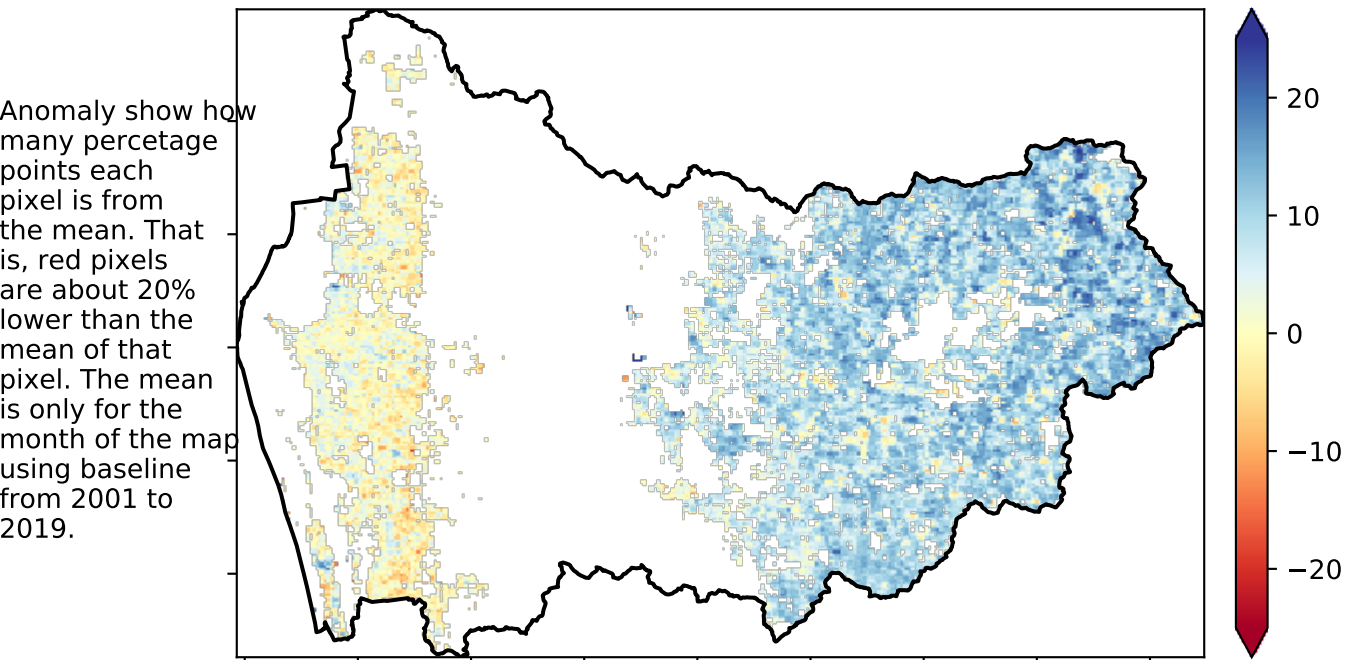 Anomaly show how
many percetage
points each
pixel is from
the mean. That
is, red pixels
are about 20%
lower than the
mean of that
pixel. The mean
is only for the
month of the map
using baseline
from 2001 to
2019.
20
10
0
−10
−20